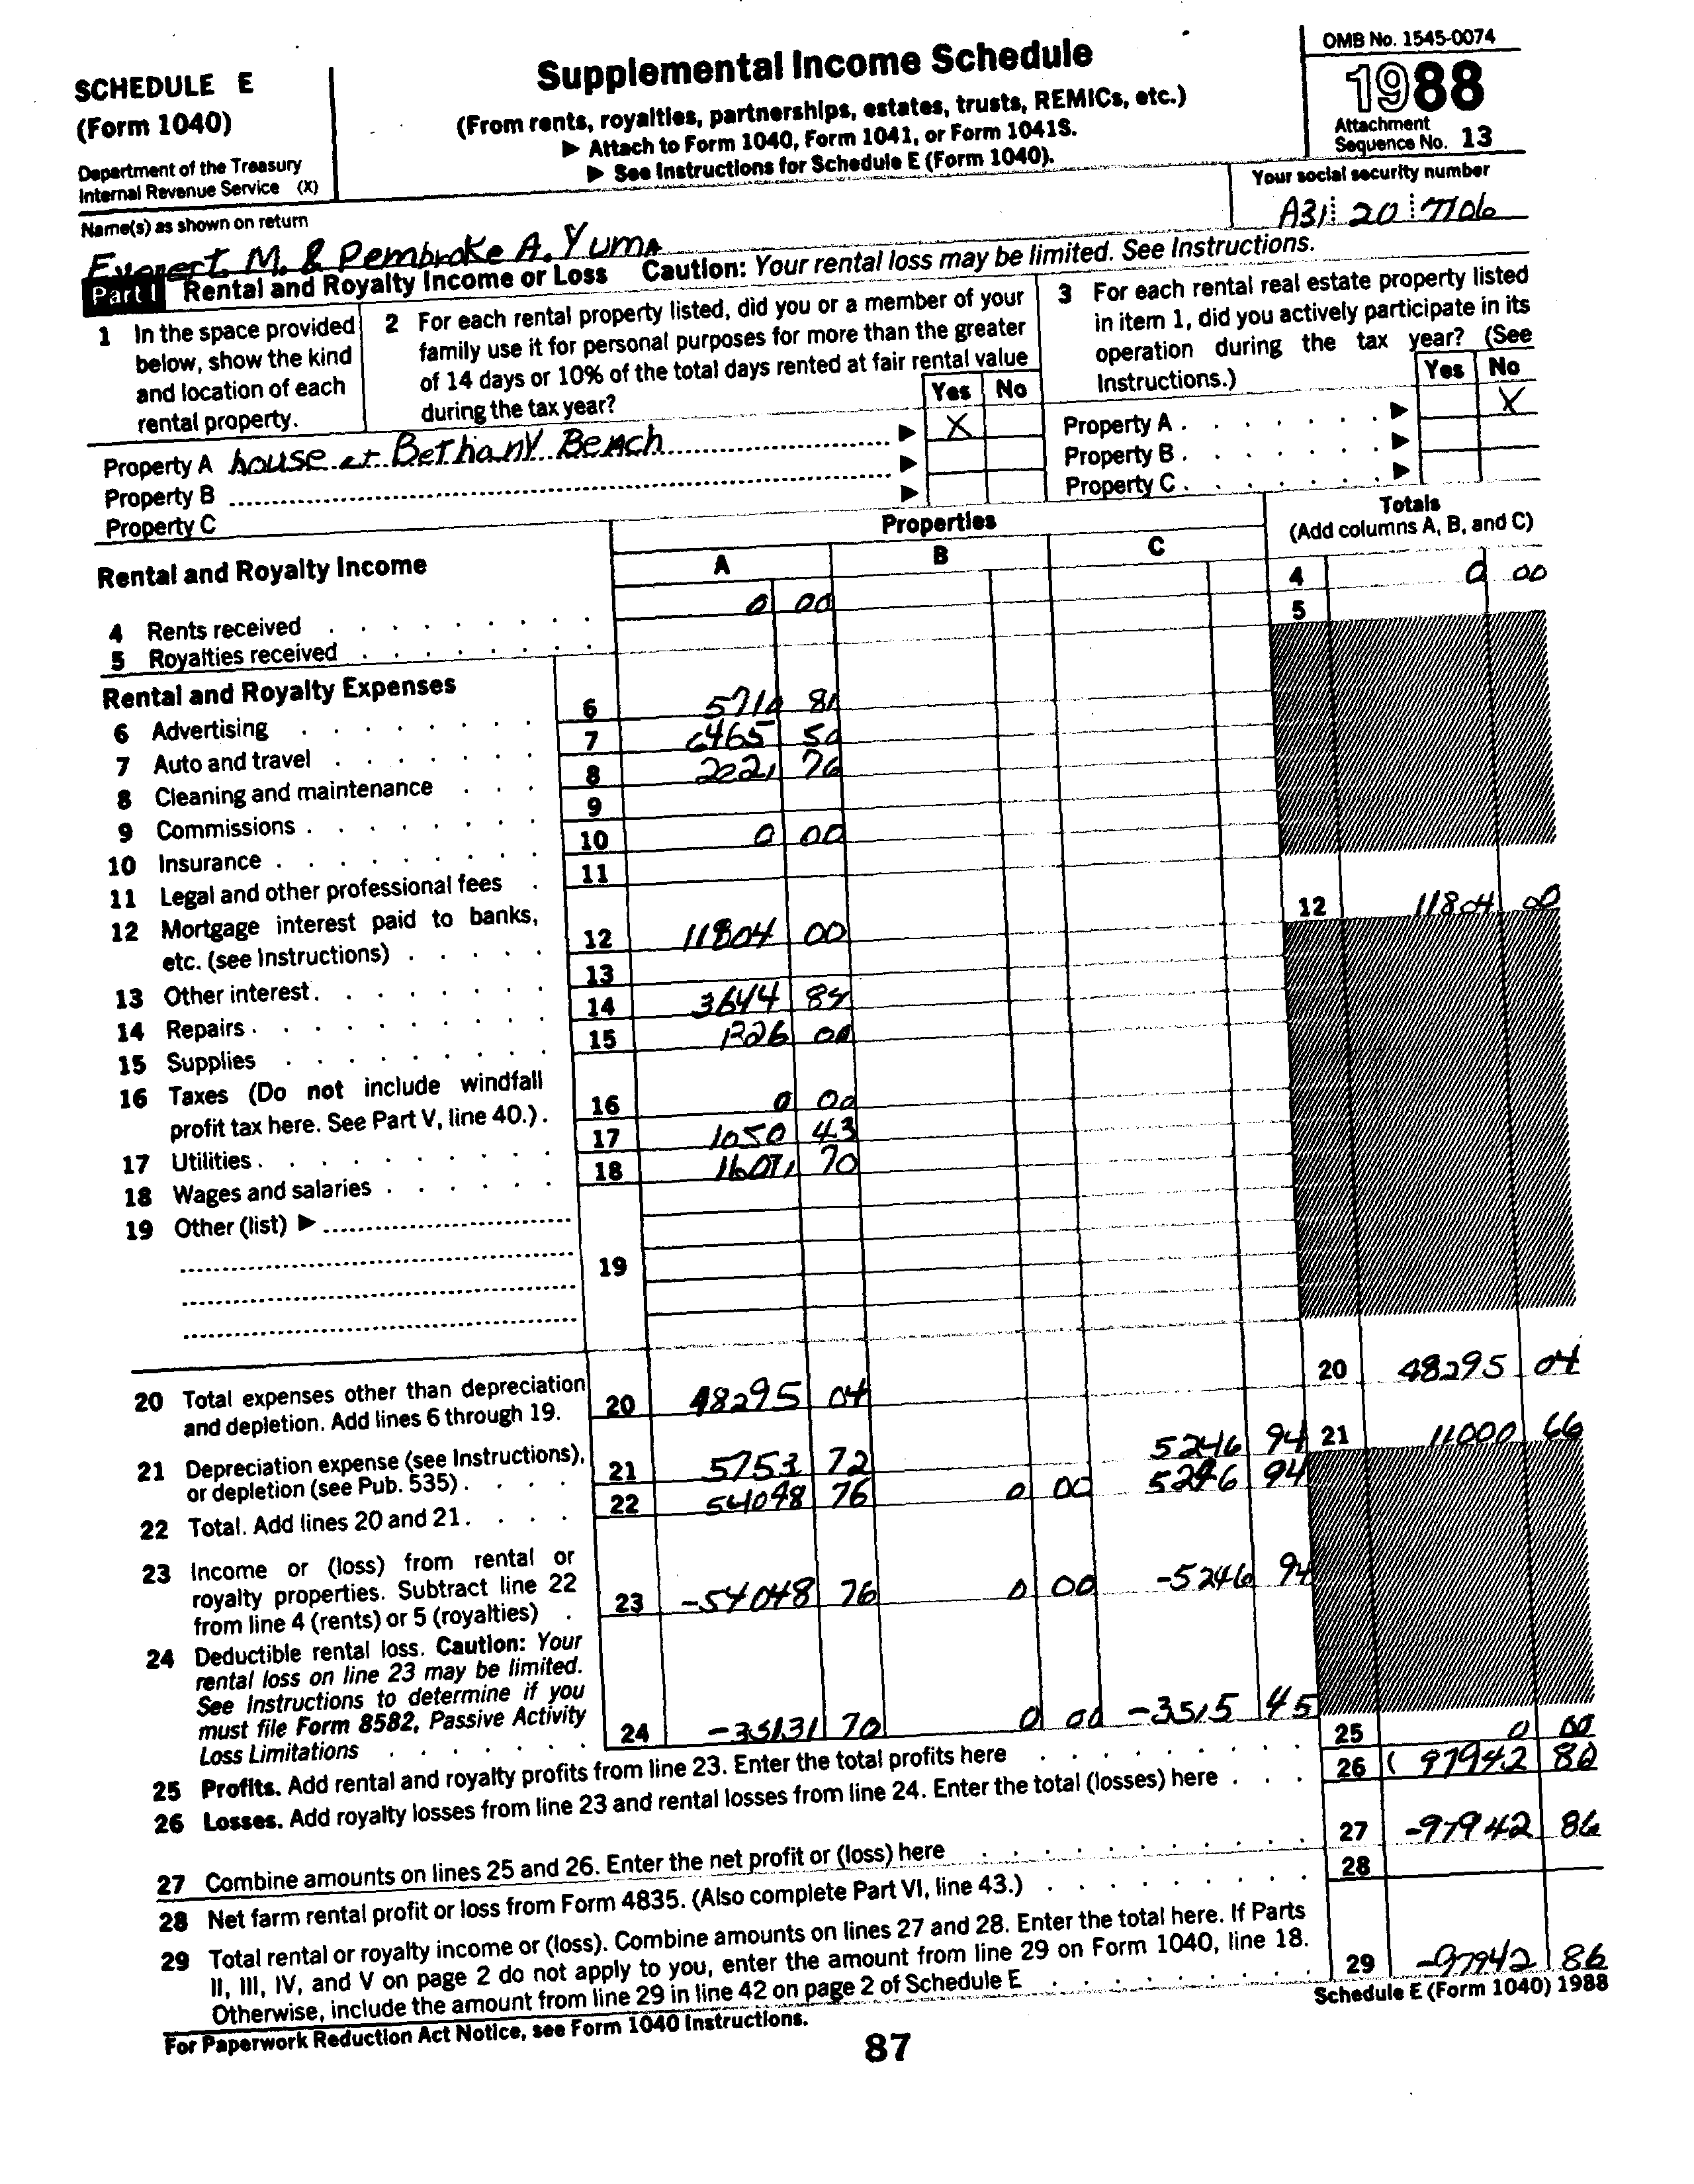 SCHEDULE E
(Form 1040)
Department of the Treasury
Internal Revenue Service (X)
Supplemental Income Schedule
(From rents, royalties, partnerships, estates, trusts, REMICs, etc.)
▶ Attach to Form 1040, Form 1041, or Form 1041S.
▶ See Instructions for Schedule E (Form 1040).
OMB No. 1545-0074
1988
Attachment
Sequence No. 13
Name(s) as shown on return
Everert M. & Pembroke A. Yuma
Your social security number
A31 20 7706
Part I Rental and Royalty Income or Loss Caution: Your rental loss may be limited. See Instructions.
1 In the space provided
below, show the kind
and location of each
rental property.
2 For each rental property listed, did you or a member of your
family use it for personal purposes for more than the greater
of 14 days or 10% of the total days rented at fair rental value
during the tax year?
Yes No
3 For each rental real estate property listed
in item 1, did you actively participate in its
operation during the tax year? (See
Instructions.)
Yes No
Property A house at Bethany Beach ▶ X
Property B ▶
Property C ▶
Property A . ▶ X
Property B . ▶
Property C . ▶
Rental and Royalty Income
Properties
A B C
Totals
(Add columns A, B, and C)
4 Rents received 0 00 4 0 00
5 Royalties received 5
Rental and Royalty Expenses
6 Advertising 6 5710 81
7 Auto and travel 7 6465 50
8 Cleaning and maintenance 8 2021 76
9 Commissions 9
10 Insurance 10 0 00
11 Legal and other professional fees 11
12 Mortgage interest paid to banks,
etc. (see Instructions) 12 11804 00 12 11804 00
13 Other interest 13
14 Repairs 14 3644 84
15 Supplies 15 1326 00
16 Taxes (Do not include windfall
profit tax here. See Part V, line 40.) 16 0 00
17 Utilities 17 1050 43
18 Wages and salaries 18 70
19 Other (list) ▶ 19
20 Total expenses other than depreciation
and depletion. Add lines 6 through 19. 20 48295 04 20 48295 04
21 Depreciation expense (see Instructions),
or depletion (see Pub. 535) 21 5753 72 5246 94 21 11000 66
22 Total. Add lines 20 and 21 22 54048 76 0 00 5246 94
23 Income or (loss) from rental or
royalty properties. Subtract line 22
from line 4 (rents) or 5 (royalties) 23 -54048 76 0 00 -5246 94
24 Deductible rental loss. Caution: Your
rental loss on line 23 may be limited.
See Instructions to determine if you
must file Form 8582, Passive Activity
Loss Limitations 24 -35131 70 0 00 -3515 45
25 Profits. Add rental and royalty profits from line 23. Enter the total profits here 25 0 00
26 Losses. Add royalty losses from line 23 and rental losses from line 24. Enter the total (losses) here 26 ( 97942 86
27 Combine amounts on lines 25 and 26. Enter the net profit or (loss) here 27 -97942 86
28 Net farm rental profit or loss from Form 4835. (Also complete Part VI, line 43.) 28
29 Total rental or royalty income or (loss). Combine amounts on lines 27 and 28. Enter the total here. If Parts
II, III, IV, and V on page 2 do not apply to you, enter the amount from line 29 on Form 1040, line 18.
Otherwise, include the amount from line 29 in line 42 on page 2 of Schedule E 29 -97942 86
For Paperwork Reduction Act Notice, see Form 1040 Instructions.
Schedule E (Form 1040) 1988
87